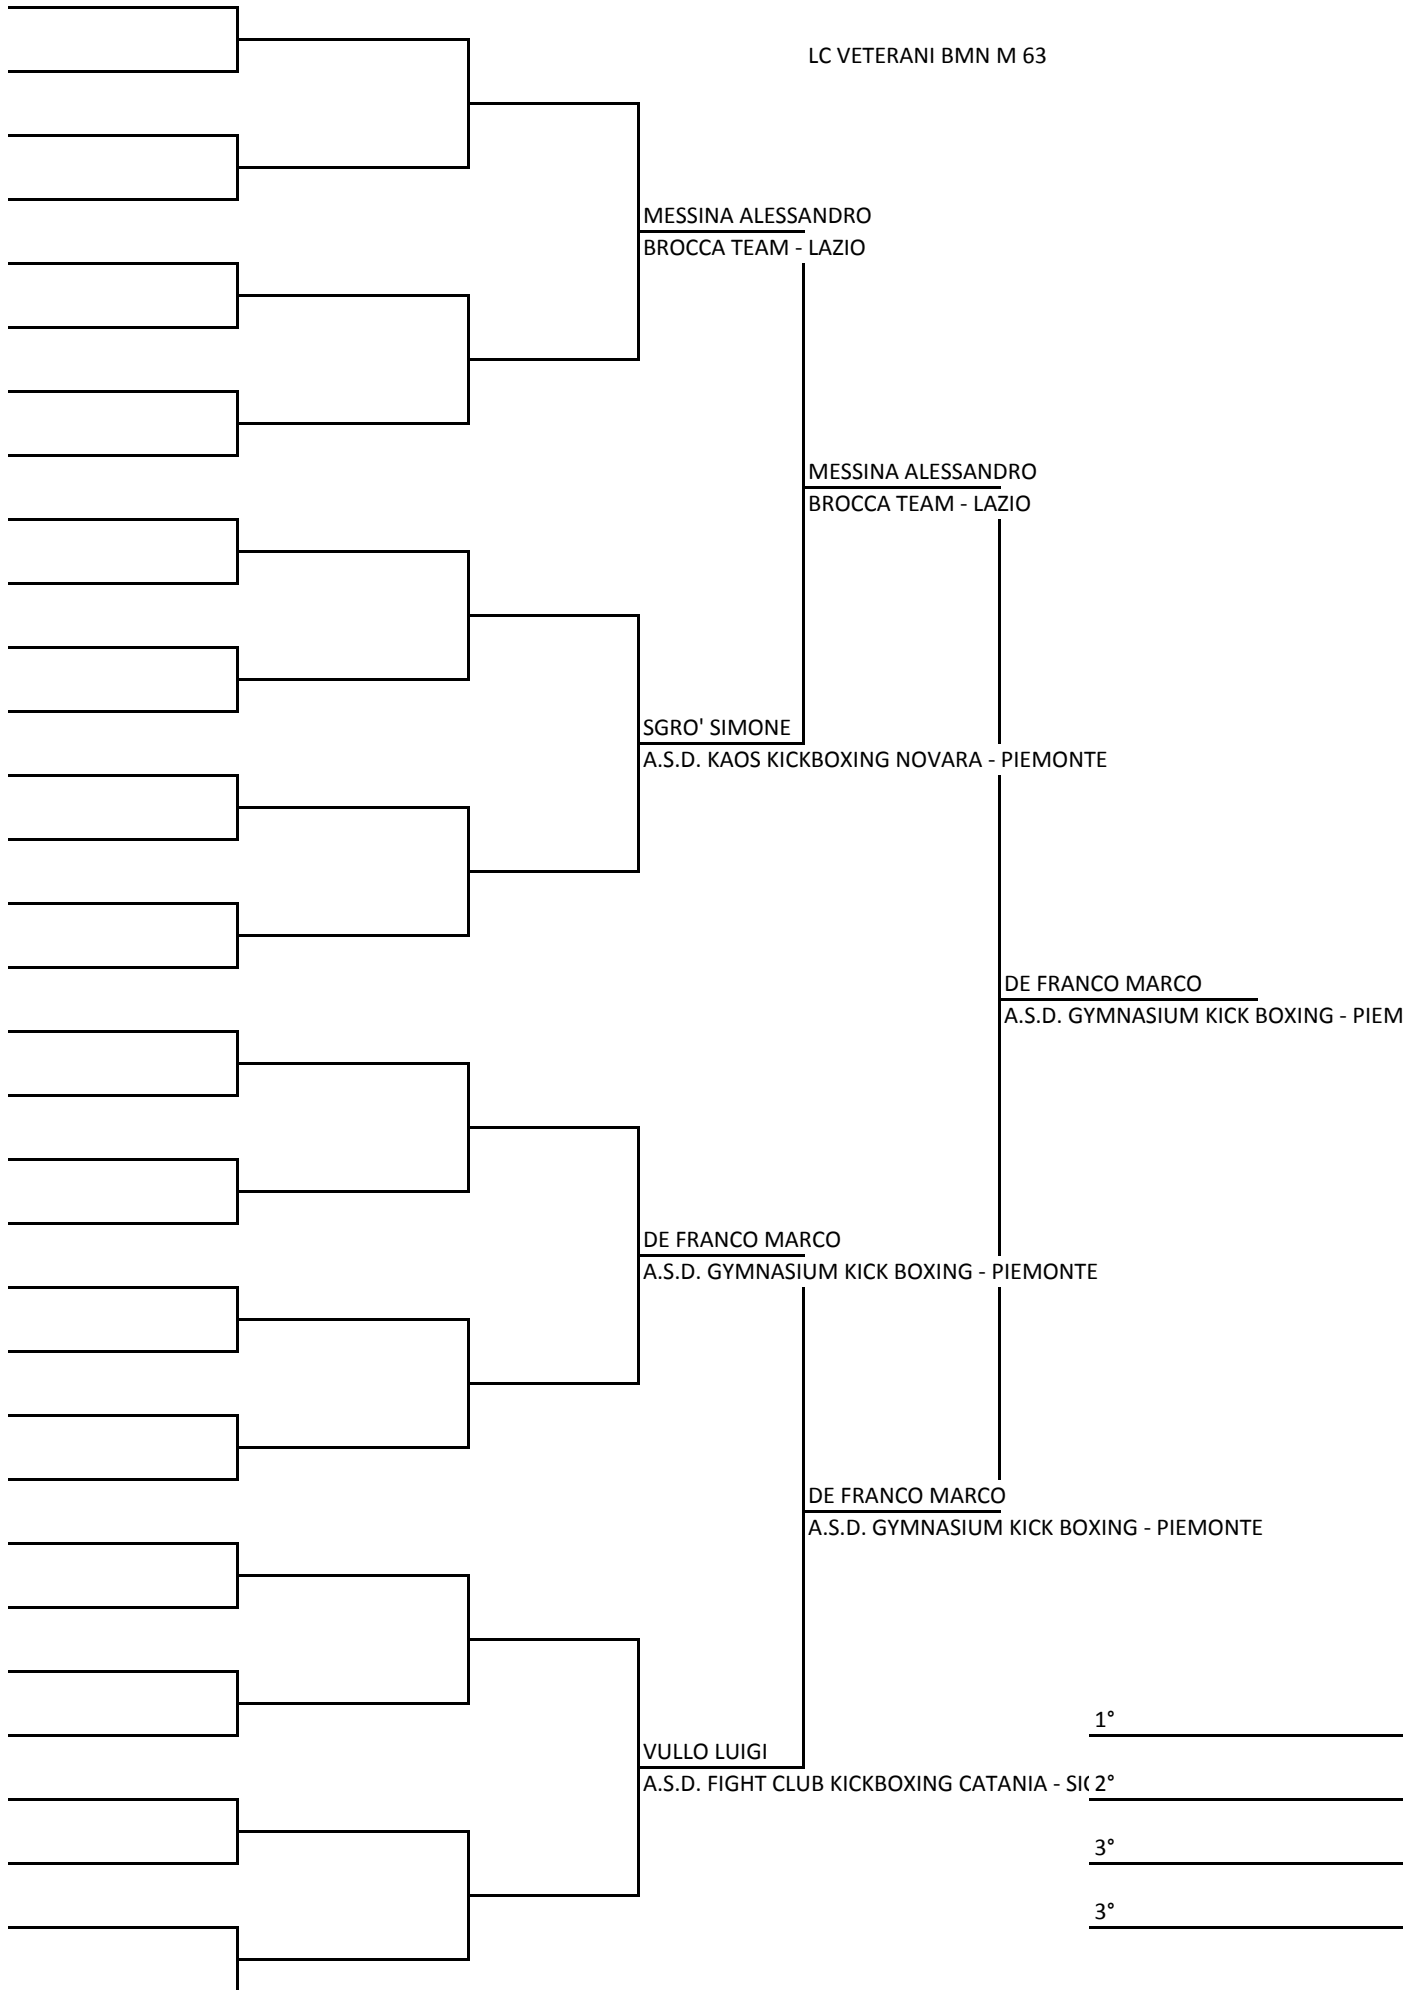 LC VETERANI BMN M 63
MESSINA ALESSANDRO
BROCCA TEAM - LAZIO
MESSINA ALESSANDRO
BROCCA TEAM - LAZIO
SGRO' SIMONE
A.S.D. KAOS KICKBOXING NOVARA - PIEMONTE
DE FRANCO MARCO
A.S.D. GYMNASIUM KICK BOXING - PIEM
DE FRANCO MARCO
A.S.D. GYMNASIUM KICK BOXING - PIEMONTE
DE FRANCO MARCO
A.S.D. GYMNASIUM KICK BOXING - PIEMONTE
1°
VULLO LUIGI
A.S.D. FIGHT CLUB KICKBOXING CATANIA - SIC
2°
3°
3°